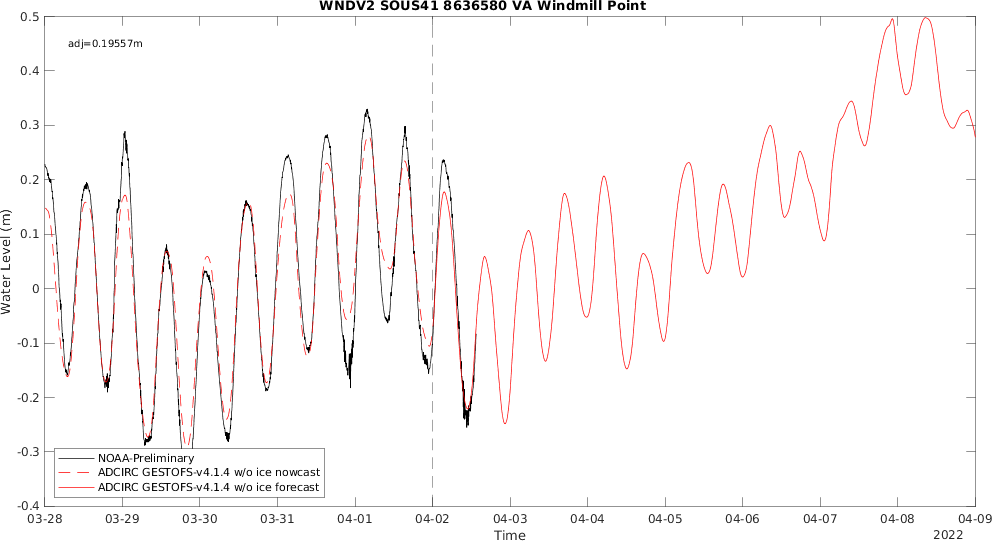 WNDV2 SOUS41 8636580 VA Windmill Point
adj=0.19557m
0.5
0.4
0.3
0.2
0.1
0
-0.1
-0.2
-0.3
-0.4
Water Level (m)
NOAA-Preliminary
ADCIRC GESTOFS-v4.1.4 w/o ice nowcast
ADCIRC GESTOFS-v4.1.4 w/o ice forecast
03-28 03-29 03-30 03-31 04-01 04-02 04-03 04-04 04-05 04-06 04-07 04-08 04-09
Time
2022